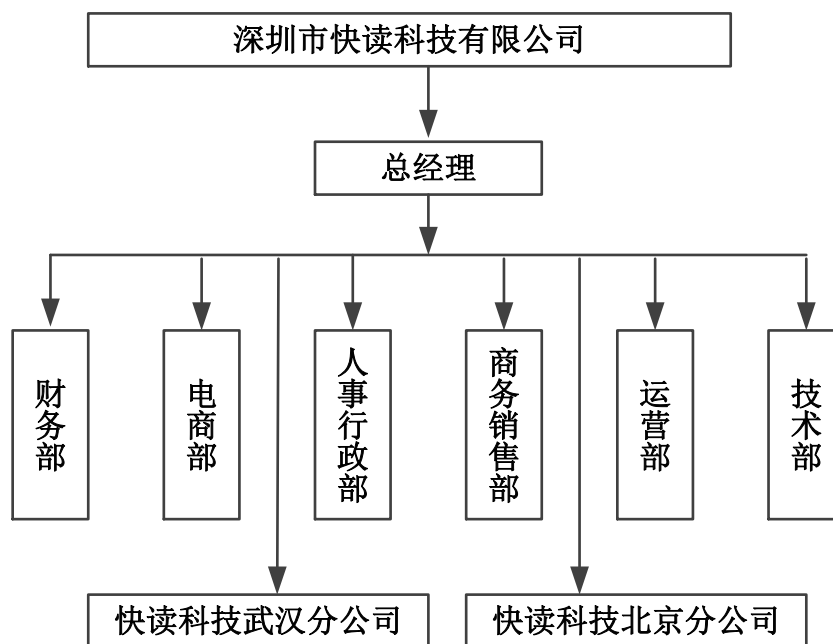 深圳市快读科技有限公司
总经理
财务部
电商部
人事行政部
商务销售部
运营部
技术部
快读科技武汉分公司
快读科技北京分公司